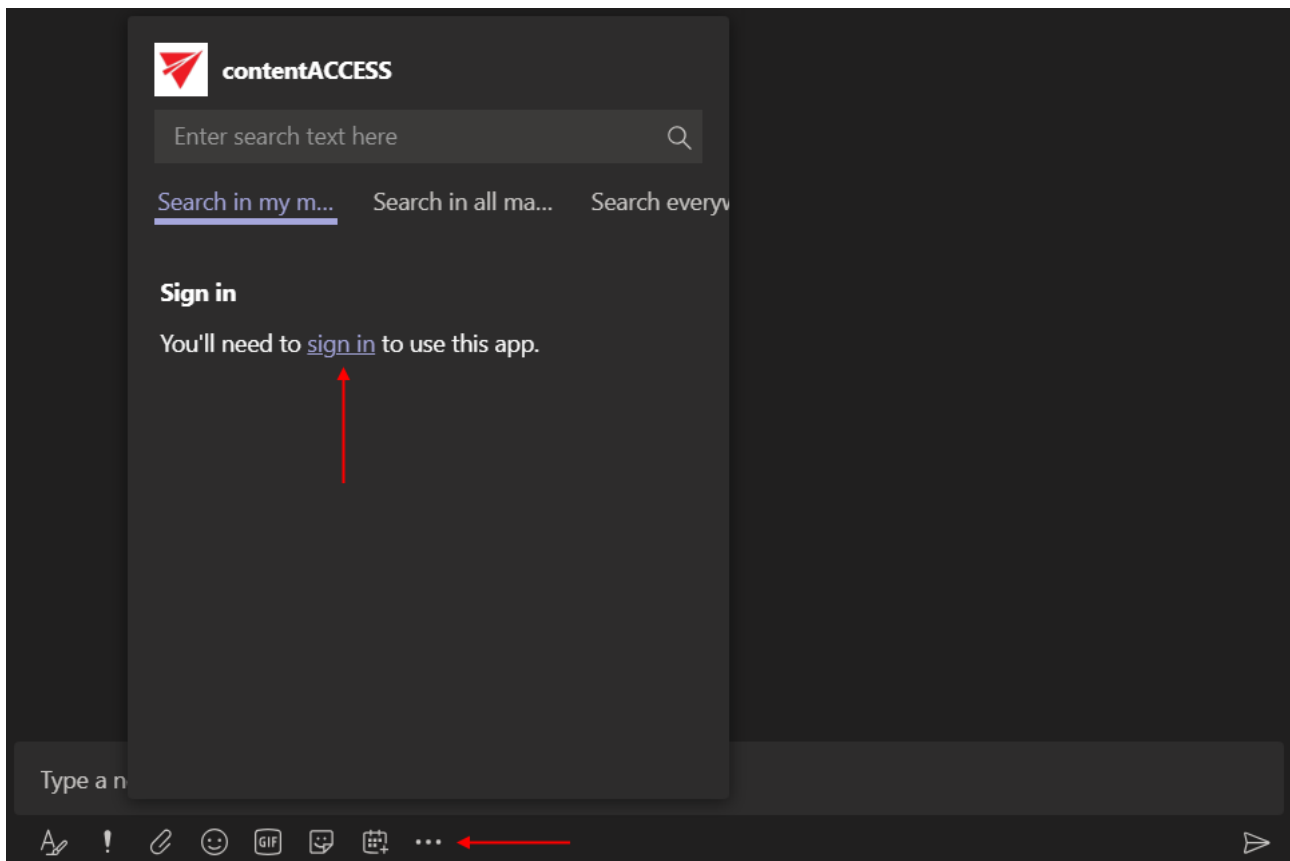 contentACCESS
Enter search text here
Search in my m... Search in all ma... Search everyw
Sign in
You'll need to sign in to use this app.
Type a n
GIF